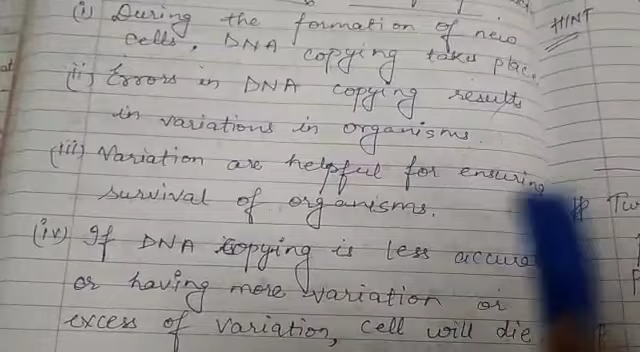 (i) During the formation of new
cells, DNA copying takes place.
(ii) Errors in DNA copying results
in variations in organisms.
(iii) Variation are helpful for ensuring
survival of organisms.
(iv) If DNA copying is less
or having more variation or
excess of variation, cell will die
HINT